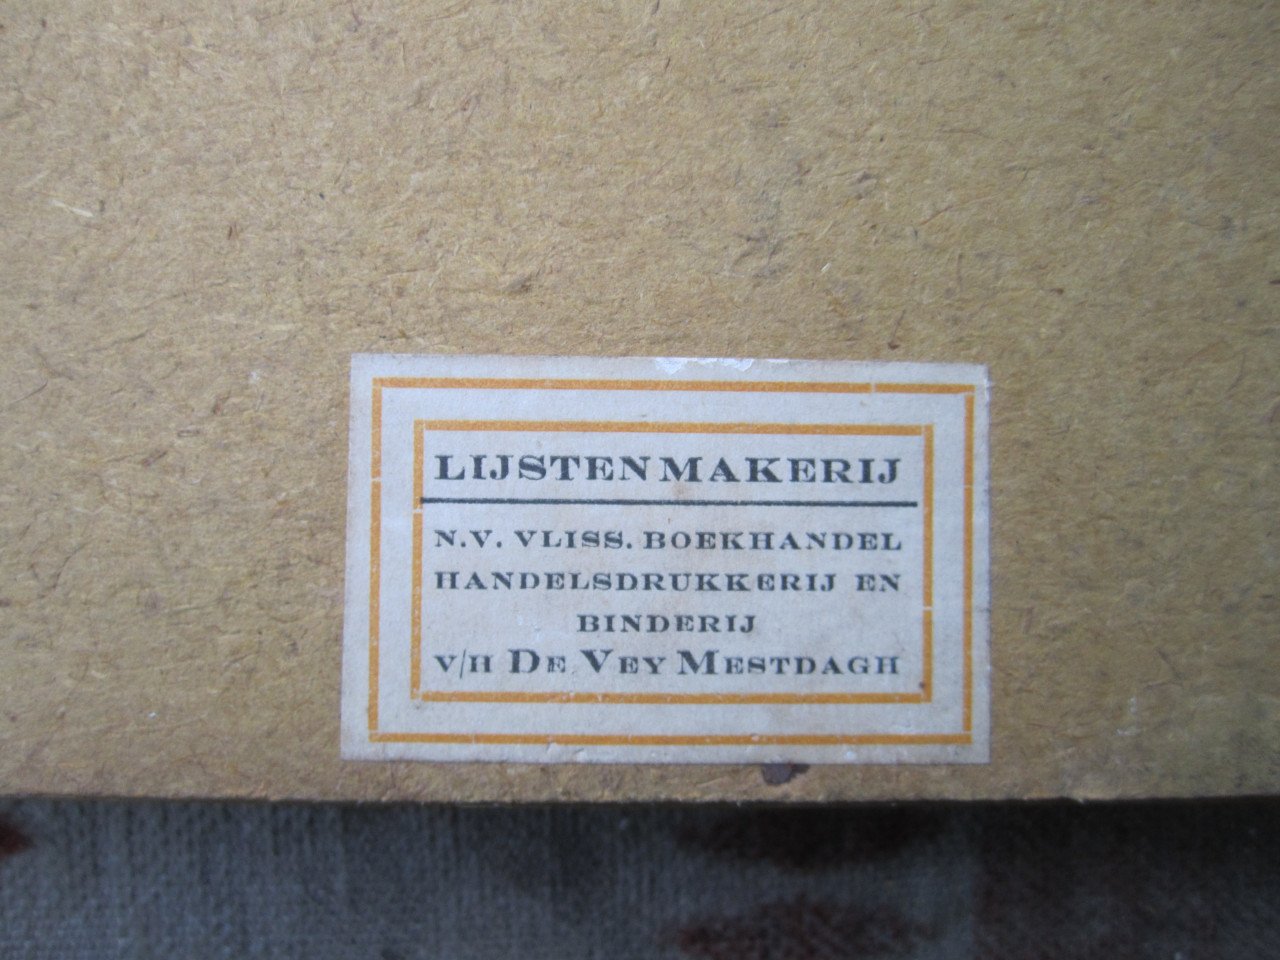 LIJSTENMAKERIJ
N.V. VLISS. BOEKHANDEL
HANDELSDRUKKERIJ EN
BINDERIJ
V/H DE VEY MESTDAGH